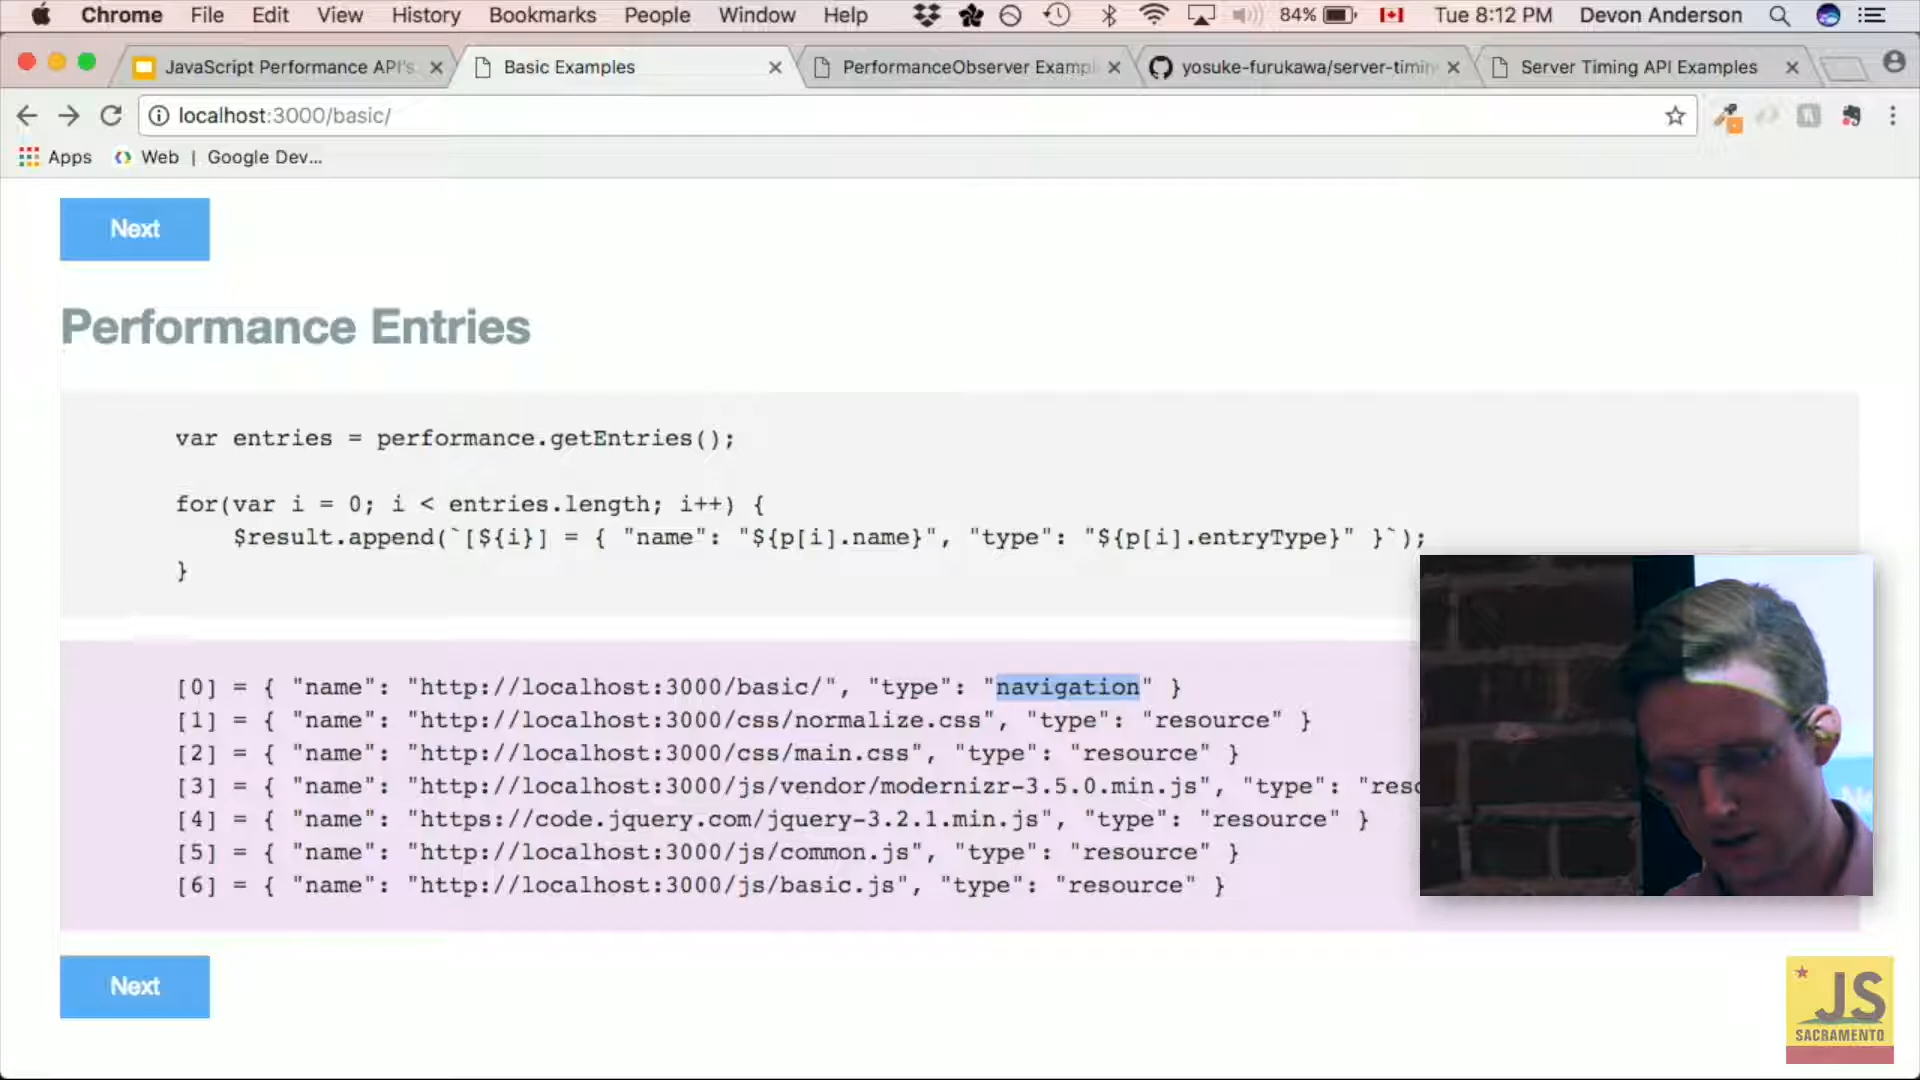 Chrome File Edit View History Bookmarks People Window Help 84% Tue 8:12 PM Devon Anderson
JavaScript Performance API's Basic Examples PerformanceObserver Exampl yosuke-furukawa/server-timin Server Timing API Examples
localhost:3000/basic/
Apps Web | Google Dev...
Next
Performance Entries
var entries = performance.getEntries();
for(var i = 0; i < entries.length; i++) {
$result.append(`[${i}] = { "name": "${p[i].name}", "type": "${p[i].entryType}" }`);
}
[0] = { "name": "http://localhost:3000/basic/", "type": "navigation" }
[1] = { "name": "http://localhost:3000/css/normalize.css", "type": "resource" }
[2] = { "name": "http://localhost:3000/css/main.css", "type": "resource" }
[3] = { "name": "http://localhost:3000/js/vendor/modernizr-3.5.0.min.js", "type": "reso
[4] = { "name": "https://code.jquery.com/jquery-3.2.1.min.js", "type": "resource" }
[5] = { "name": "http://localhost:3000/js/common.js", "type": "resource" }
[6] = { "name": "http://localhost:3000/js/basic.js", "type": "resource" }
Next
JS
SACRAMENTO